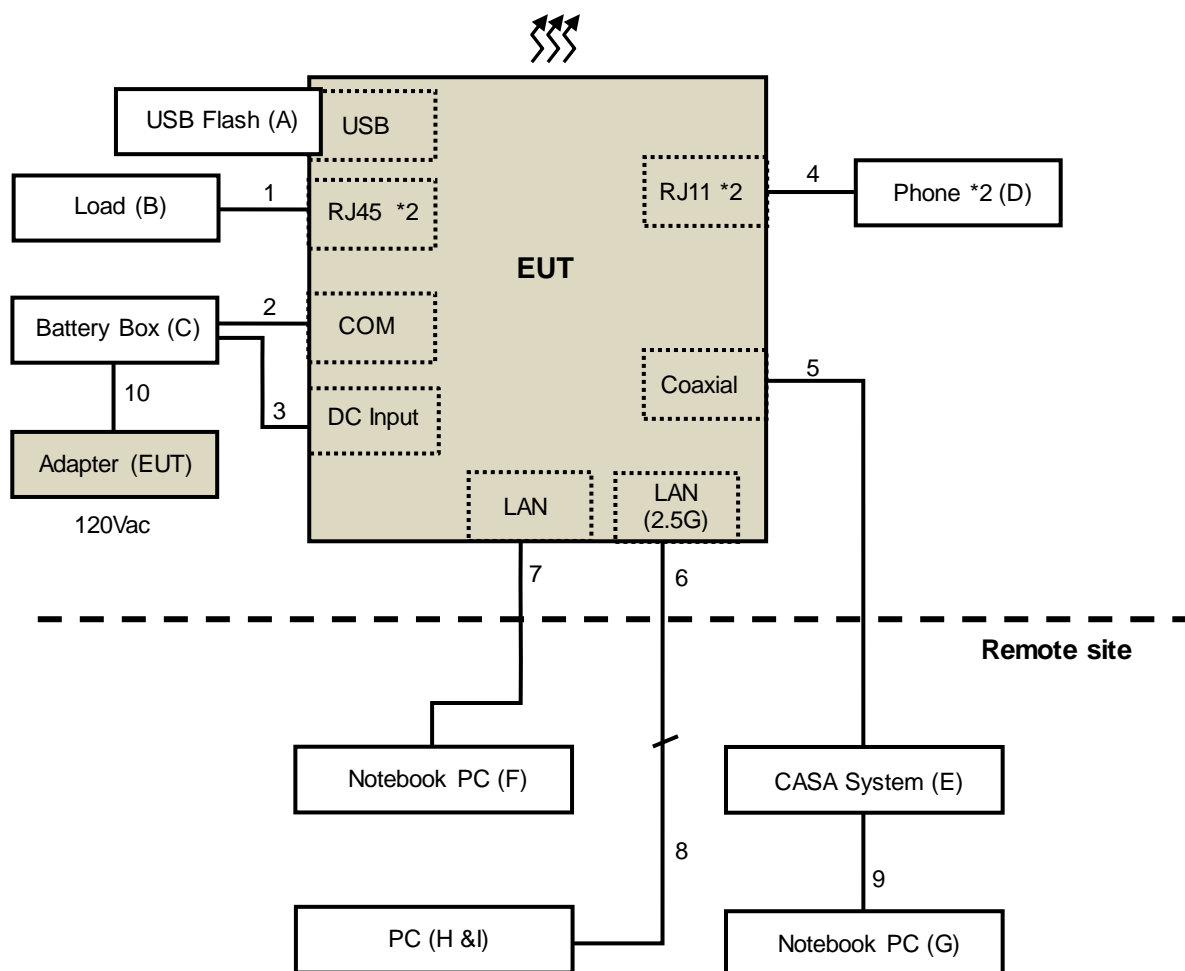 USB Flash (A)
USB
Load (B)
1
RJ45 *2
RJ11 *2
4
Phone *2 (D)
EUT
Battery Box (C)
2
COM
10
3
DC Input
Coaxial
5
Adapter (EUT)
120Vac
LAN
LAN
(2.5G)
7
6
Remote site
Notebook PC (F)
CASA System (E)
8
9
PC (H &I)
Notebook PC (G)